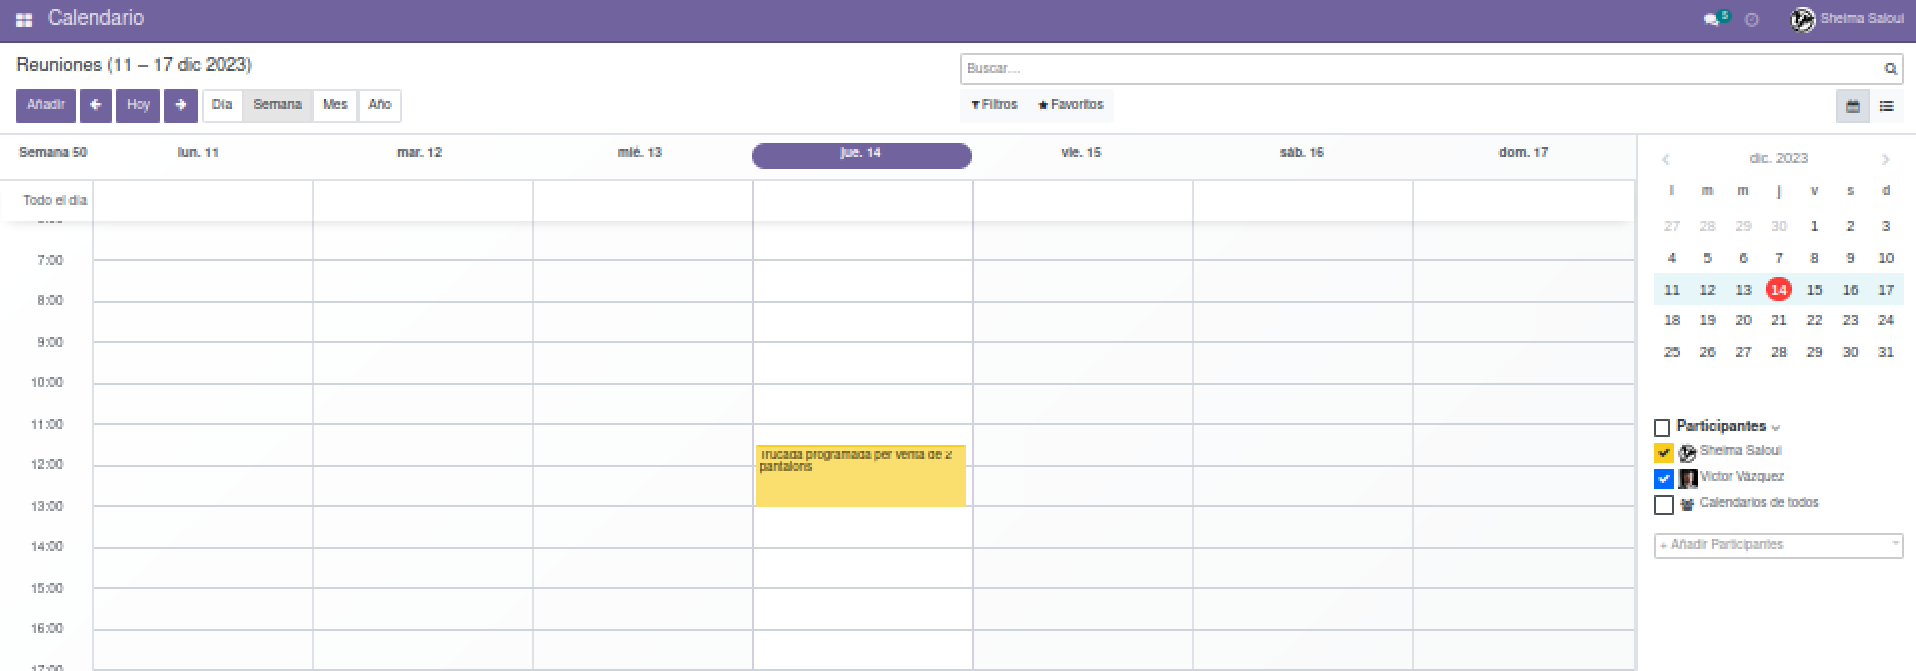 Calendario
5
Sheima Saloui
Reuniones (11 – 17 dic 2023)
Buscar...
Añadir
Hoy
Día
Semana
Mes
Año
Filtros
Favoritos
Semana 50
lun. 11
mar. 12
mié. 13
jue. 14
vie. 15
sáb. 16
dom. 17
Todo el día
7:00
8:00
9:00
10:00
11:00
12:00
13:00
14:00
15:00
16:00
17:00
Trucada programada per venta de 2
pantalons
dic. 2023
l m m j v s d
27 28 29 30 1 2 3
4 5 6 7 8 9 10
11 12 13 14 15 16 17
18 19 20 21 22 23 24
25 26 27 28 29 30 31
Participantes
Sheima Saloui
Víctor Vázquez
Calendarios de todos
+ Añadir Participantes